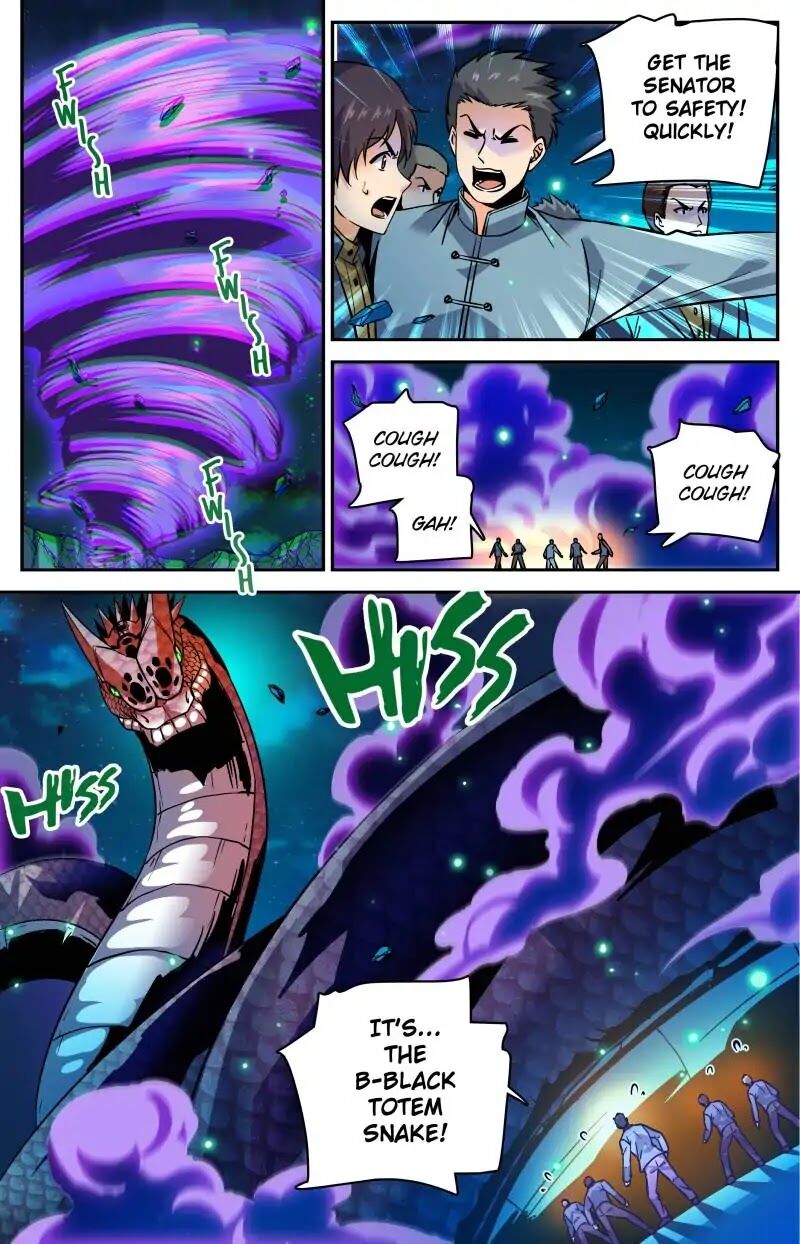 FWISH
FWISH
FWISH
GET THE
SENATOR
TO SAFETY!
QUICKLY!
COUGH
COUGH!
GAH!
COUGH
COUGH!
HISS
HISS
IT'S...
THE
B-BLACK
TOTEM
SNAKE!